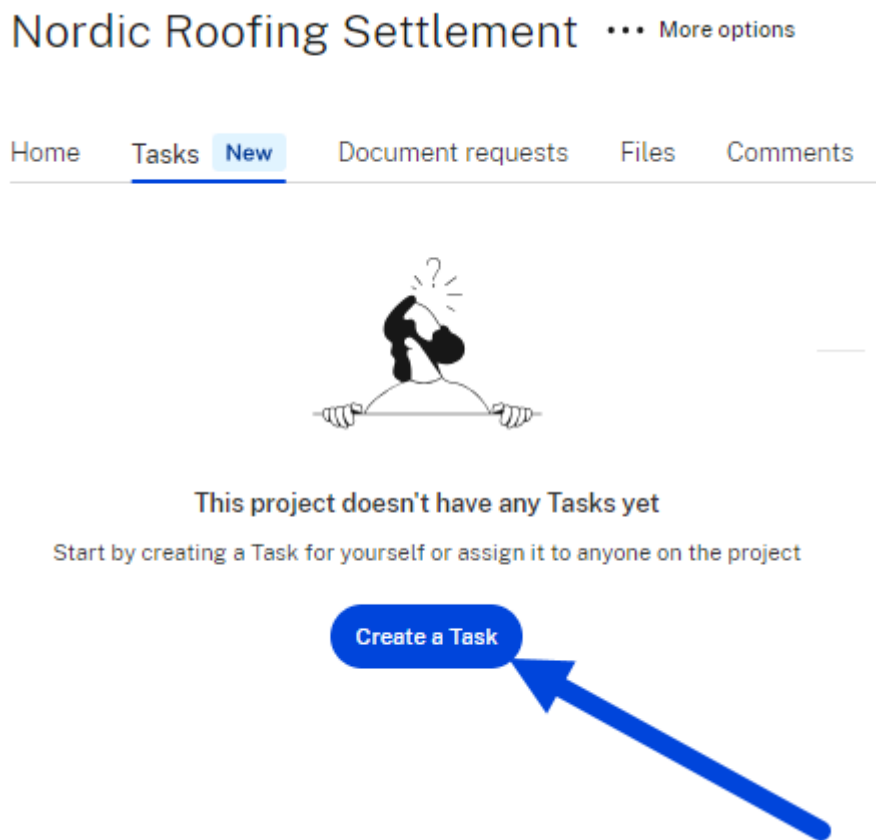 Nordic Roofing Settlement ••• More options
Home Tasks New Document requests Files Comments
?
This project doesn't have any Tasks yet
Start by creating a Task for yourself or assign it to anyone on the project
Create a Task